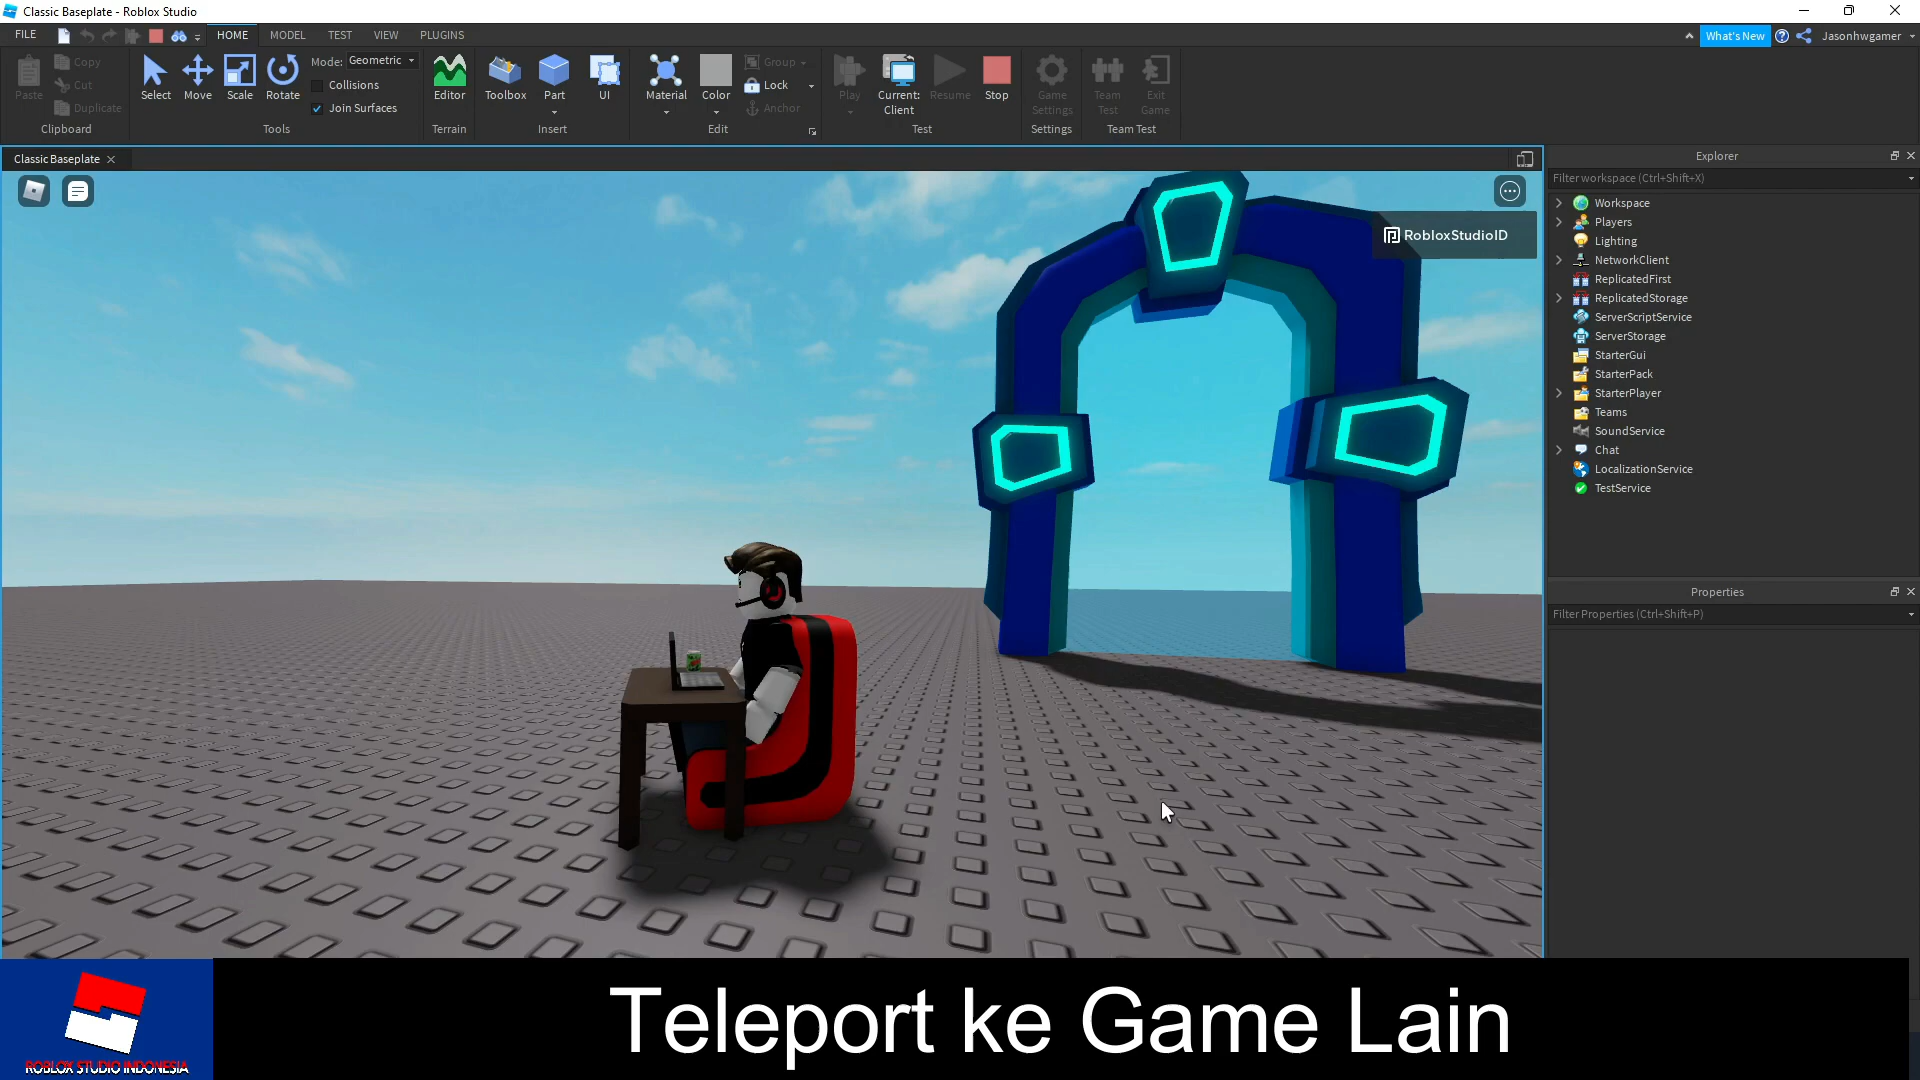 Classic Baseplate - Roblox Studio
FILE HOME MODEL TEST VIEW PLUGINS What's New Jasonhwgamer
Paste Copy Cut Duplicate
Clipboard
Select Move Scale Rotate
Mode: Geometric
Collisions
Join Surfaces
Tools
Editor
Terrain
Toolbox Part UI
Insert
Material Color
Group
Lock
Anchor
Edit
Play Current: Client Resume Stop
Test
Game Settings
Settings
Team Test Exit Game
Team Test
Classic Baseplate
RobloxStudioID
Explorer
Filter workspace (Ctrl+Shift+X)
Workspace
Players
Lighting
NetworkClient
ReplicatedFirst
ReplicatedStorage
ServerScriptService
ServerStorage
StarterGui
StarterPack
StarterPlayer
Teams
SoundService
Chat
LocalizationService
TestService
Properties
Filter Properties (Ctrl+Shift+P)
ROBLOX STUDIO INDONESIA
Teleport ke Game Lain